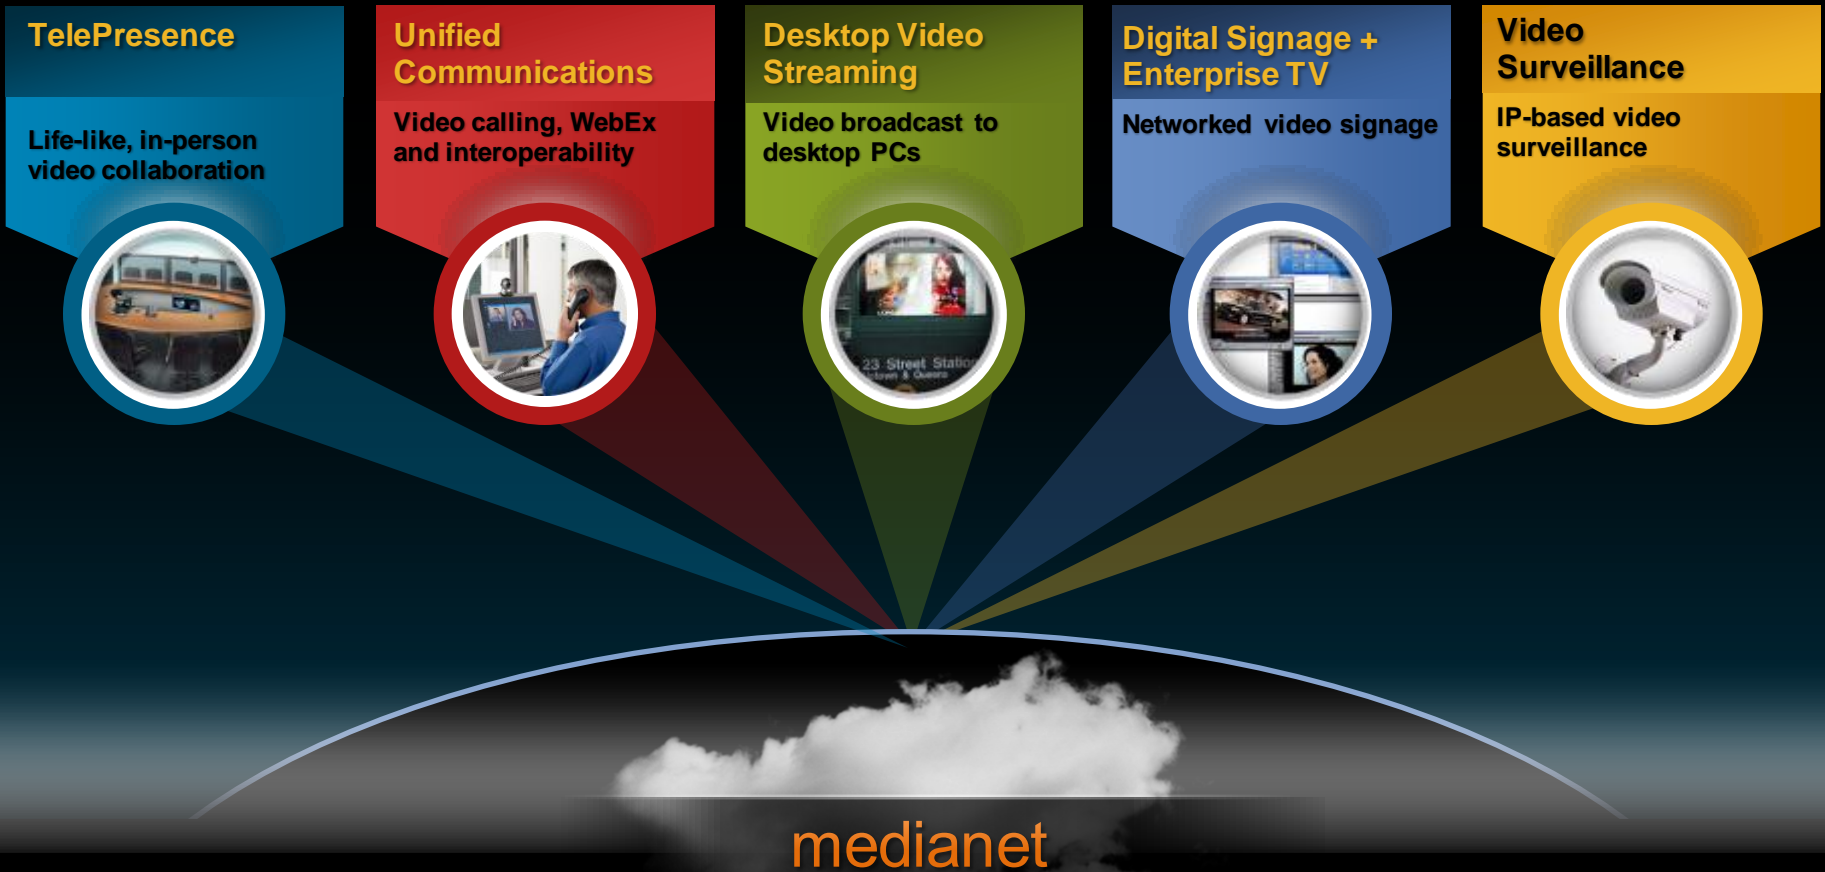 TelePresence
Life-like, in-person
video collaboration
Unified
Communications
Video calling, WebEx
and interoperability
Desktop Video
Streaming
Video broadcast to
desktop PCs
Digital Signage +
Enterprise TV
Networked video signage
Video
Surveillance
IP-based video
surveillance
23 Street Station
& Queens
medianet